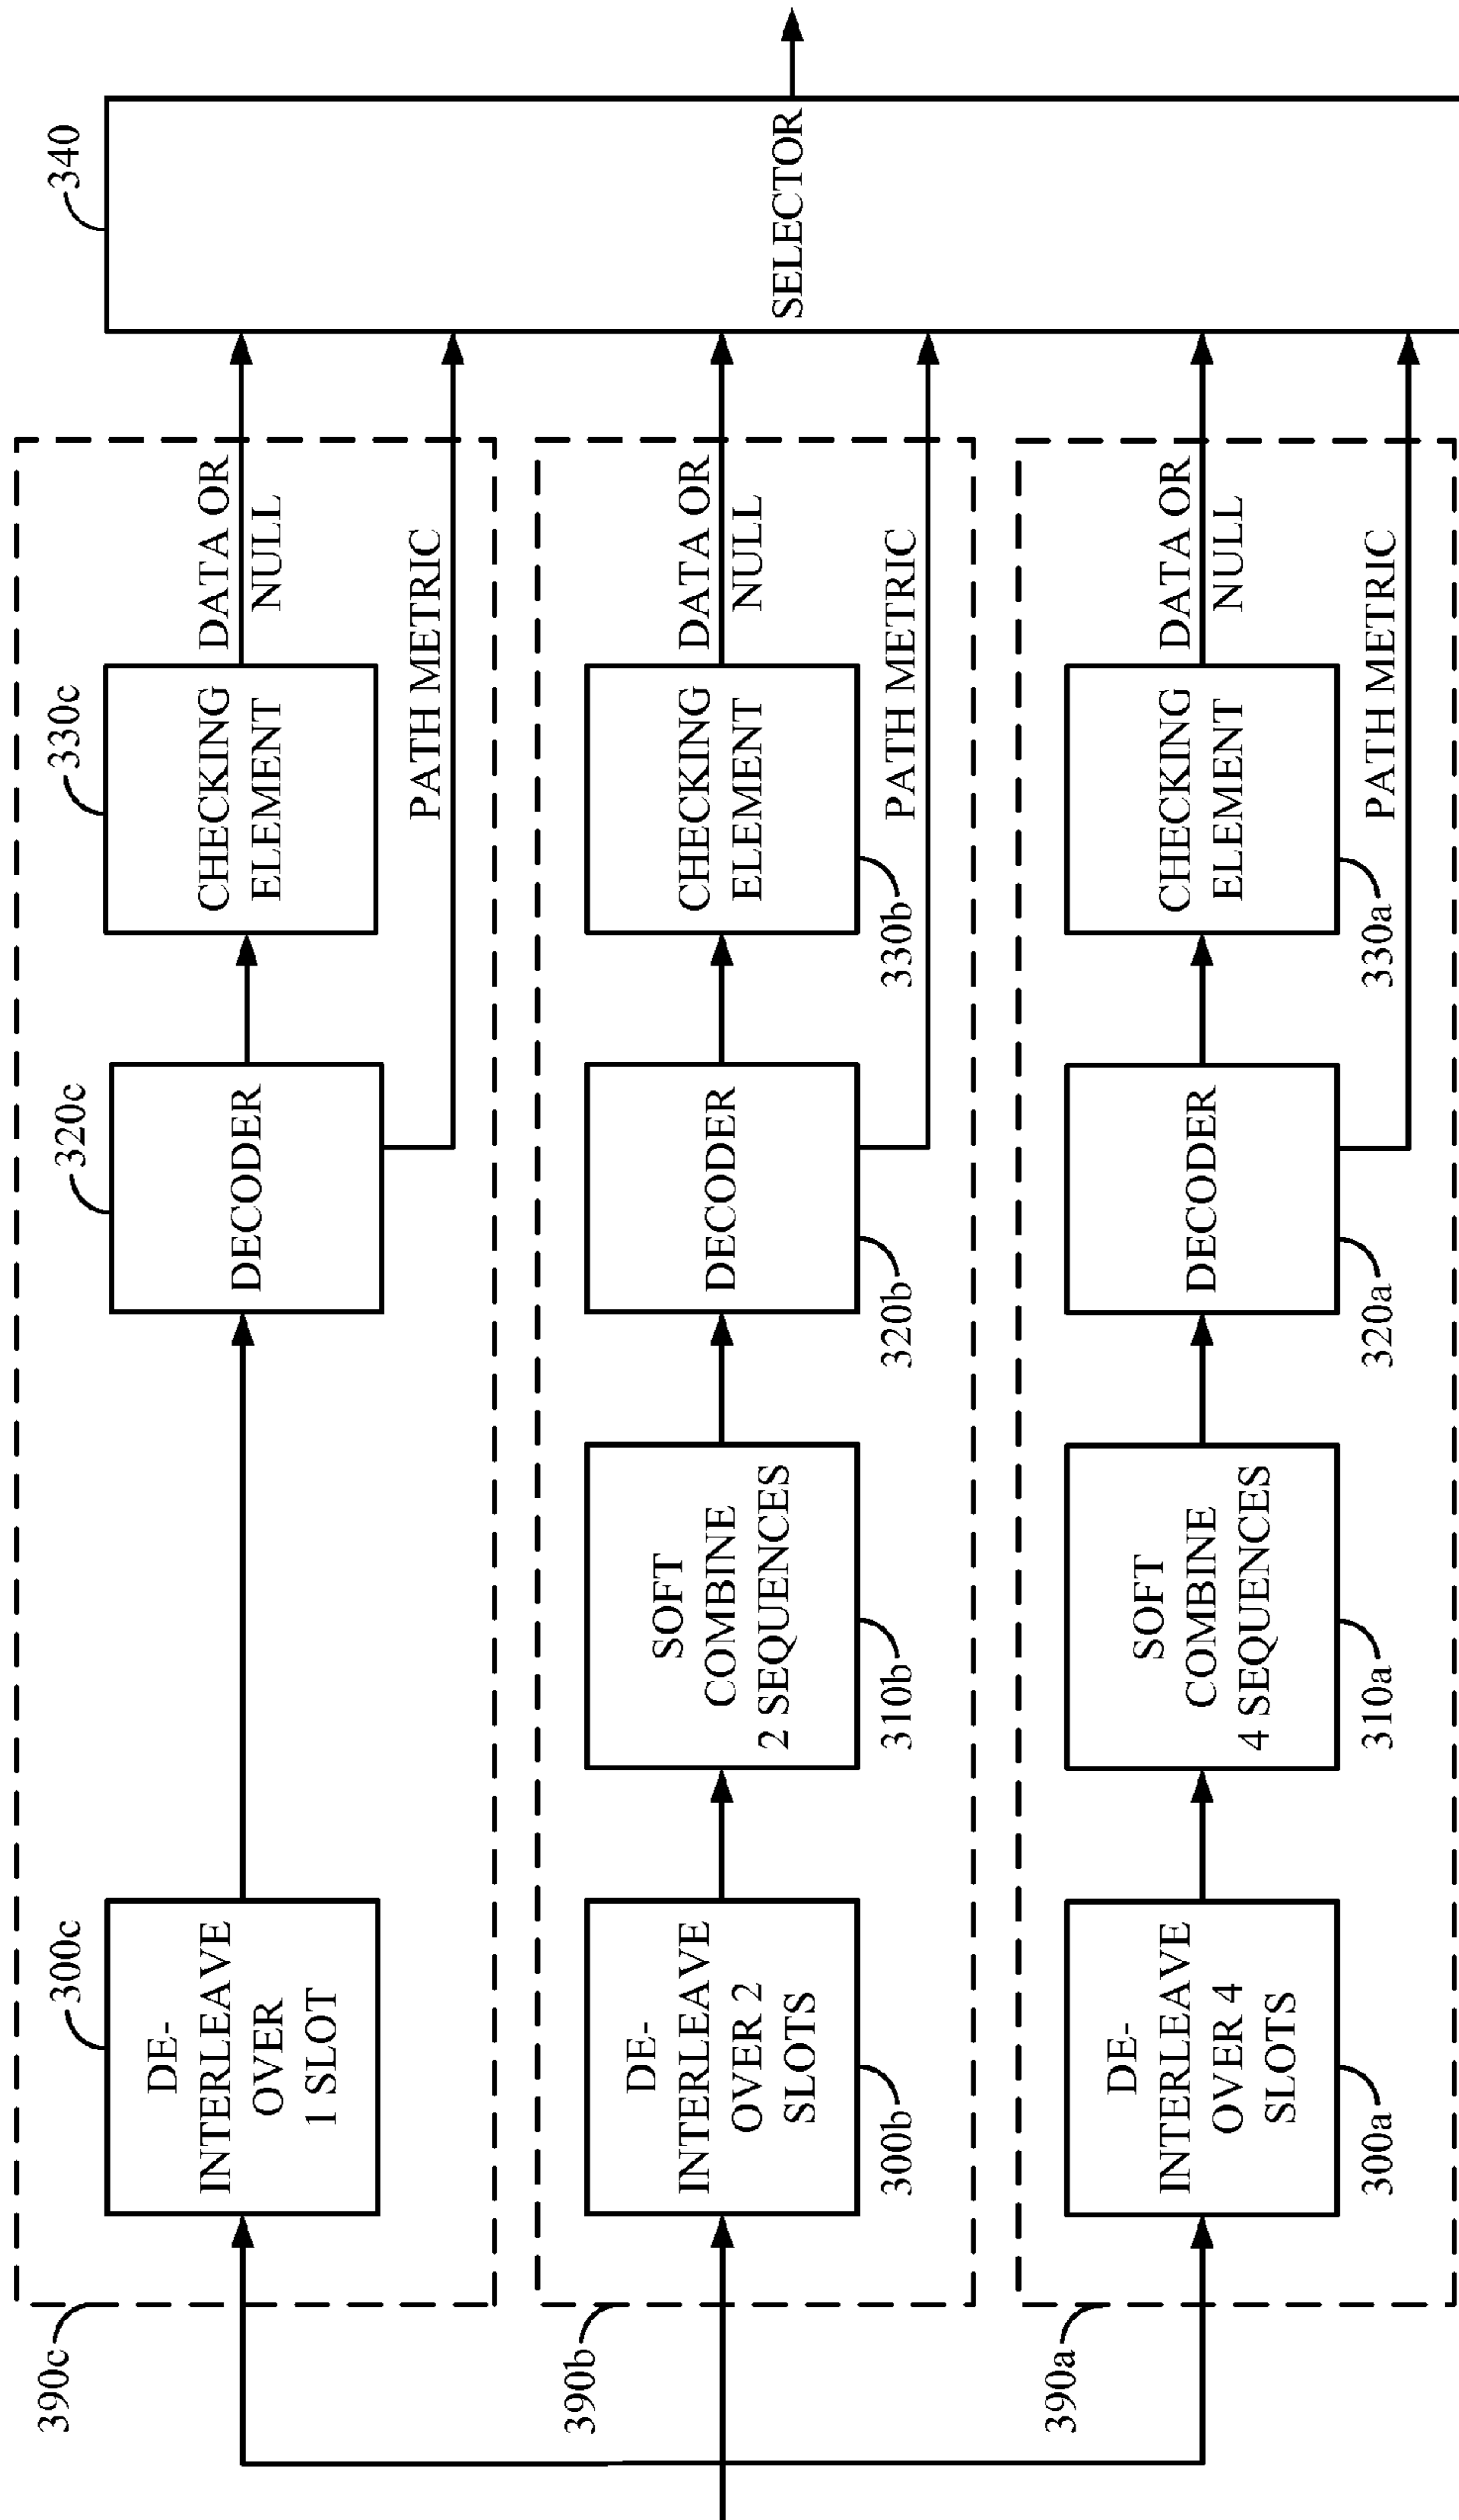 390c
300c
DE-
INTERLEAVE
OVER
1 SLOT
320c
DECODER
330c
CHECKING
ELEMENT
DATA OR
NULL
PATH METRIC
340
SELECTOR
390b
DE-
INTERLEAVE
OVER 2
SLOTS
300b
SOFT
COMBINE
2 SEQUENCES
310b
DECODER
320b
CHECKING
ELEMENT
330b
DATA OR
NULL
PATH METRIC
390a
DE-
INTERLEAVE
OVER 4
SLOTS
300a
SOFT
COMBINE
4 SEQUENCES
310a
DECODER
320a
CHECKING
ELEMENT
330a
DATA OR
NULL
PATH METRIC